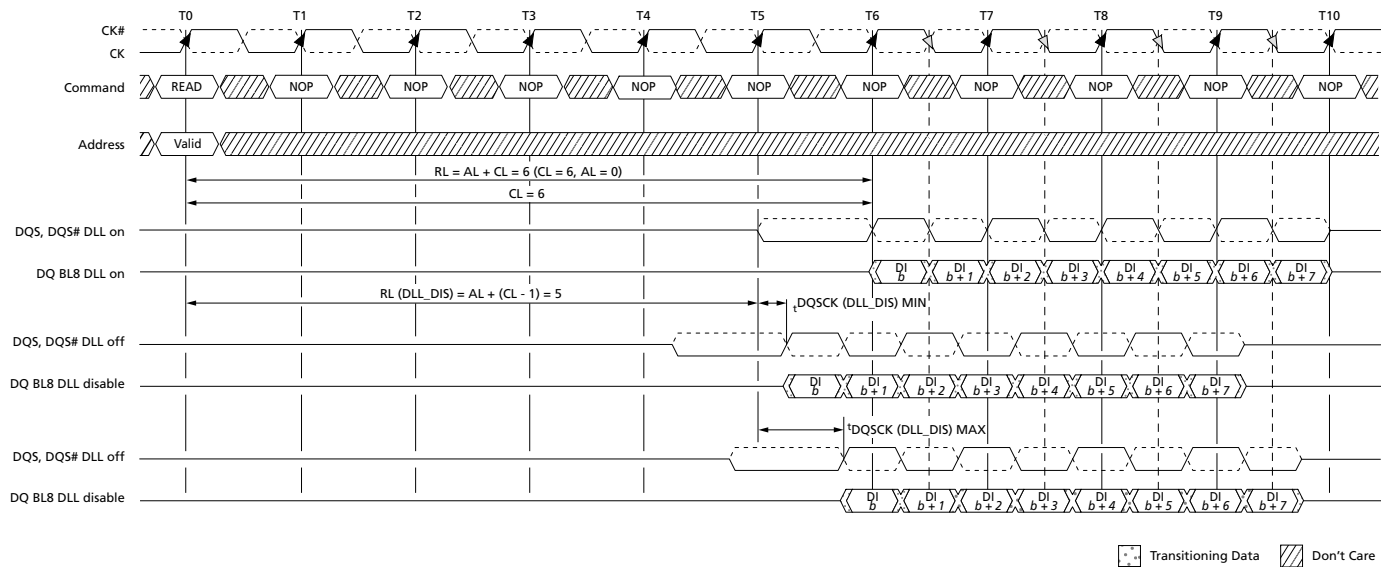 T0 T1 T2 T3 T4 T5 T6 T7 T8 T9 T10
CK#
CK
Command READ NOP NOP NOP NOP NOP NOP NOP NOP NOP NOP
Address Valid
RL = AL + CL = 6 (CL = 6, AL = 0)
CL = 6
DQS, DQS# DLL on
DQ BL8 DLL on DI b DI b + 1 DI b + 2 DI b + 3 DI b + 4 DI b + 5 DI b + 6 DI b + 7
RL (DLL_DIS) = AL + (CL - 1) = 5 tDQSCK (DLL_DIS) MIN
DQS, DQS# DLL off
DQ BL8 DLL disable DI b DI b + 1 DI b + 2 DI b + 3 DI b + 4 DI b + 5 DI b + 6 DI b + 7
tDQSCK (DLL_DIS) MAX
DQS, DQS# DLL off
DQ BL8 DLL disable DI b DI b + 1 DI b + 2 DI b + 3 DI b + 4 DI b + 5 DI b + 6 DI b + 7
Transitioning Data Don't Care